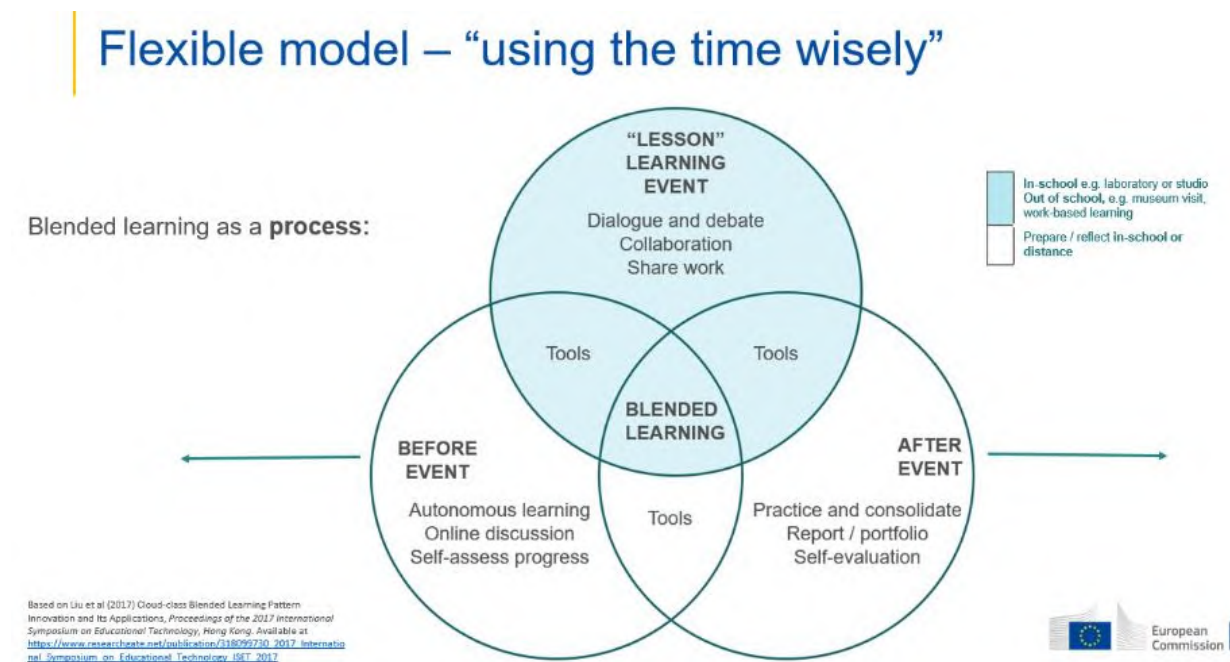 Flexible model – “using the time wisely”
Blended learning as a process:
“LESSON”
LEARNING
EVENT
Dialogue and debate
Collaboration
Share work
In-school e.g. laboratory or studio
Out of school, e.g. museum visit,
work-based learning
Prepare / reflect in-school or
distance
Tools
Tools
BLENDED
LEARNING
BEFORE
EVENT
Autonomous learning
Online discussion
Self-assess progress
Tools
AFTER
EVENT
Practice and consolidate
Report / portfolio
Self-evaluation
Based on Liu et al (2017) Cloud-class Blended Learning Pattern
Innovation and Its Applications, Proceedings of the 2017 International
Symposium on Educational Technology, Hong Kong. Available at
https://www.researchgate.net/publication/318099730_2017_Internatio
nal_Symposium_on_Educational_Technology_ISET_2017
European
Commission